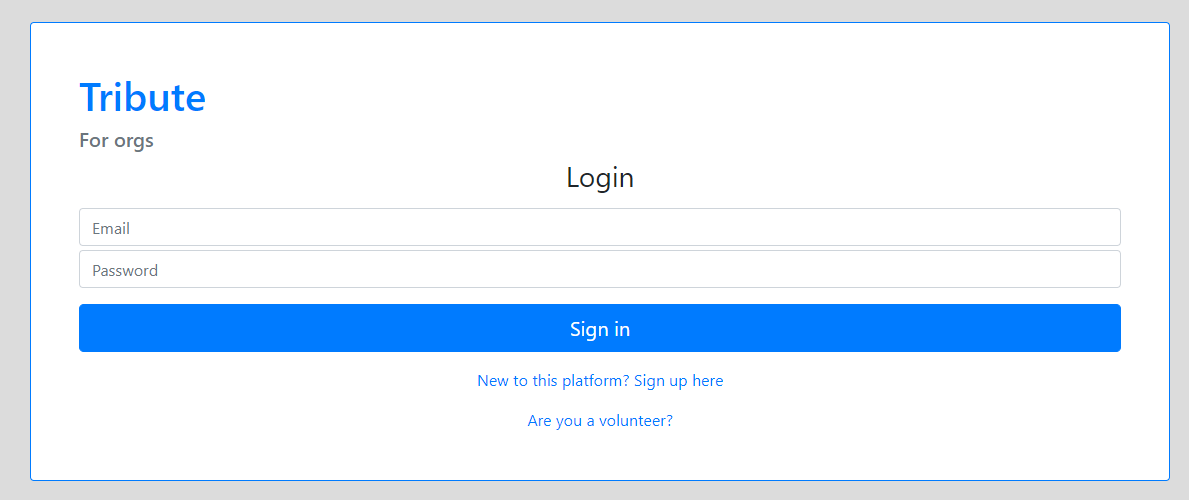 Tribute
For orgs
Login
Email
Password
Sign in
New to this platform? Sign up here
Are you a volunteer?